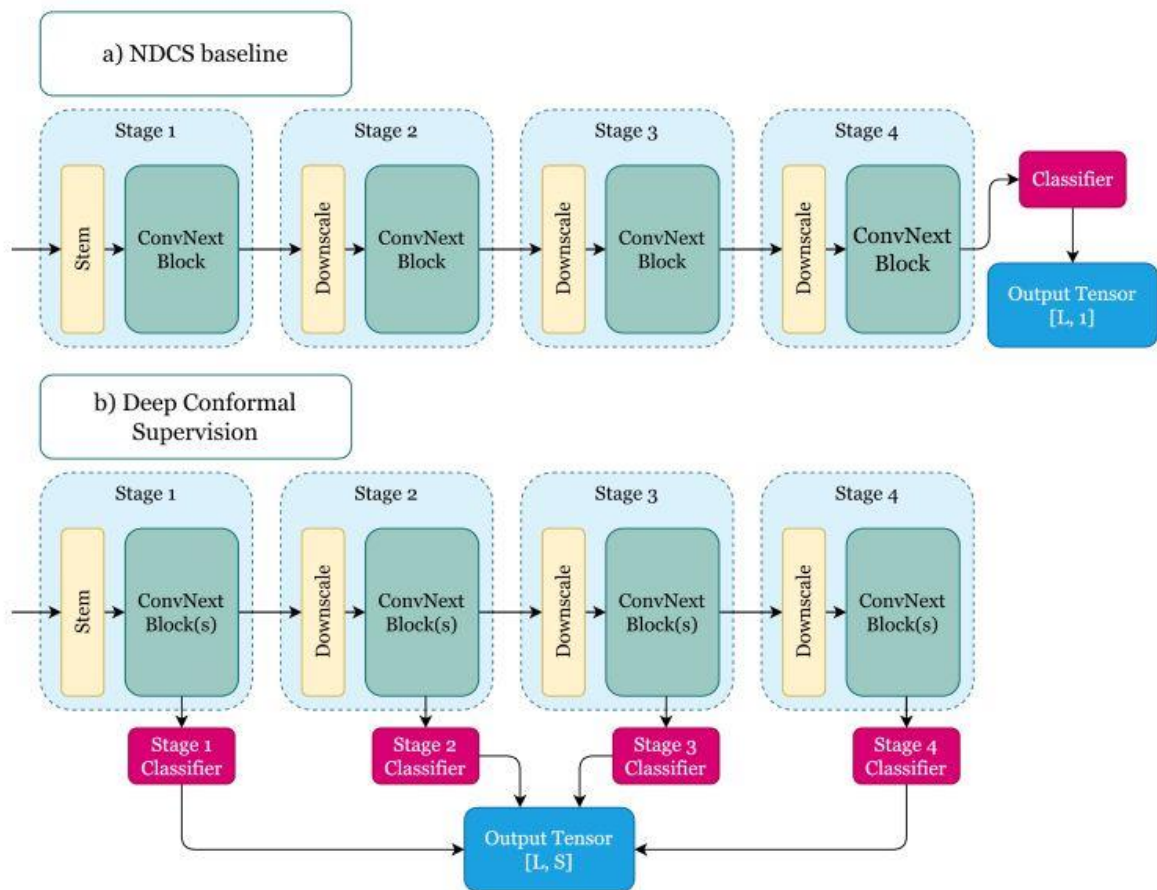 a) NDCS baseline
Stage 1
Stage 2
Stage 3
Stage 4
Stem
ConvNext
Block
Downscale
ConvNext
Block
Downscale
ConvNext
Block
Downscale
ConvNext
Block
Classifier
Output Tensor
[L, 1]
b) Deep Conformal
Supervision
Stage 1
Stage 2
Stage 3
Stage 4
Stem
ConvNext
Block(s)
Downscale
ConvNext
Block(s)
Downscale
ConvNext
Block(s)
Downscale
ConvNext
Block(s)
Stage 1
Classifier
Stage 2
Classifier
Stage 3
Classifier
Stage 4
Classifier
Output Tensor
[L, S]